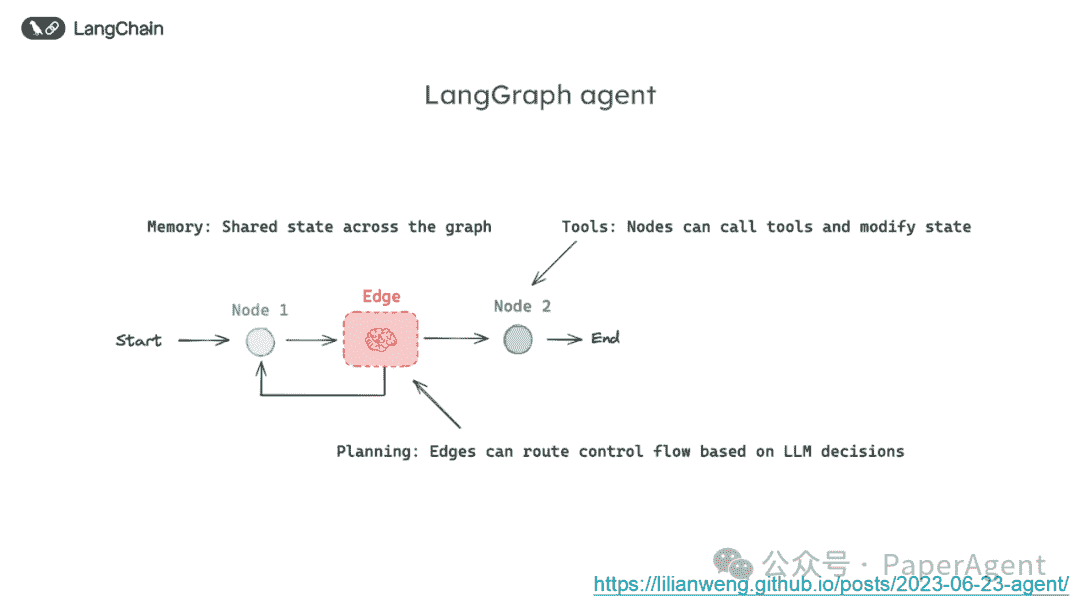 LangChain
LangGraph agent
Memory: Shared state across the graph
Tools: Nodes can call tools and modify state
Edge
Node 1
Node 2
Start
End
Planning: Edges can route control flow based on LLM decisions
公众号 · PaperAgent
https://lilianweng.github.io/posts/2023-06-23-agent/